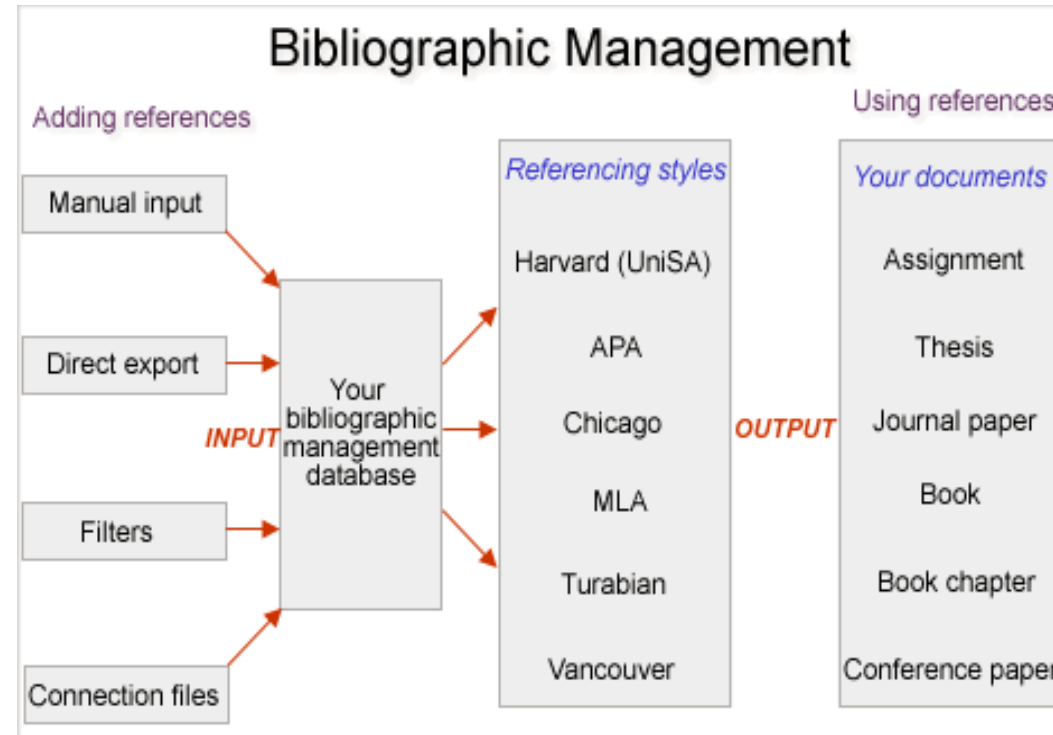 Bibliographic Management
Adding references
Using references
Manual input
Direct export
Filters
Connection files
INPUT
Your
bibliographic
management
database
Referencing styles
Harvard (UniSA)
APA
Chicago
MLA
Turabian
Vancouver
OUTPUT
Your documents
Assignment
Thesis
Journal paper
Book
Book chapter
Conference paper